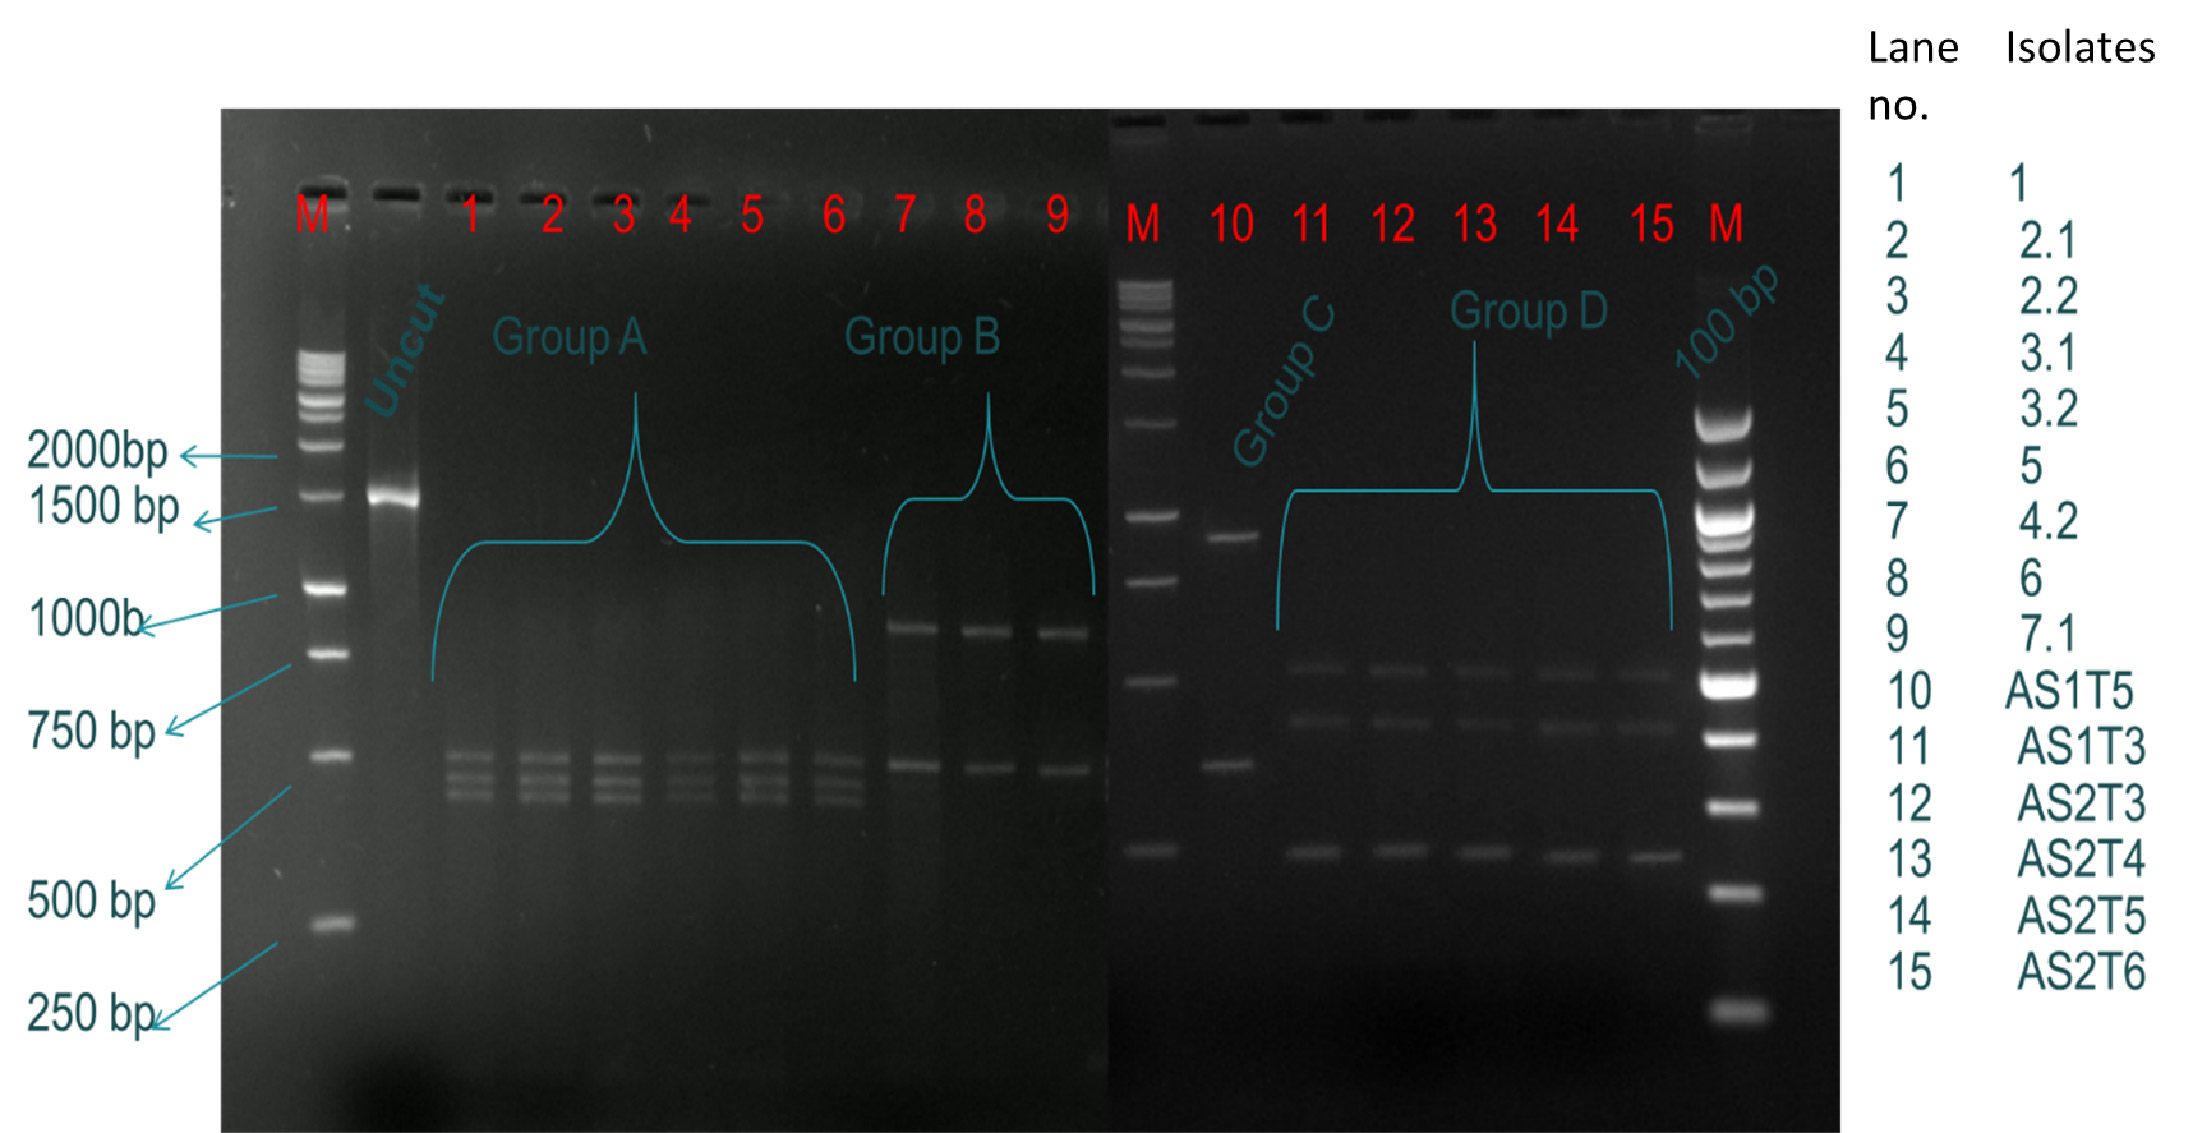 Lane Isolates
no.
M 1 2 3 4 5 6 7 8 9 M 10 11 12 13 14 15 M
Uncut
Group A
Group B
Group C
Group D
100 bp
2000bp
1500 bp
1000b
750 bp
500 bp
250 bp
1 1
2 2.1
3 2.2
4 3.1
5 3.2
6 5
7 4.2
8 6
9 7.1
10 AS1T5
11 AS1T3
12 AS2T3
13 AS2T4
14 AS2T5
15 AS2T6